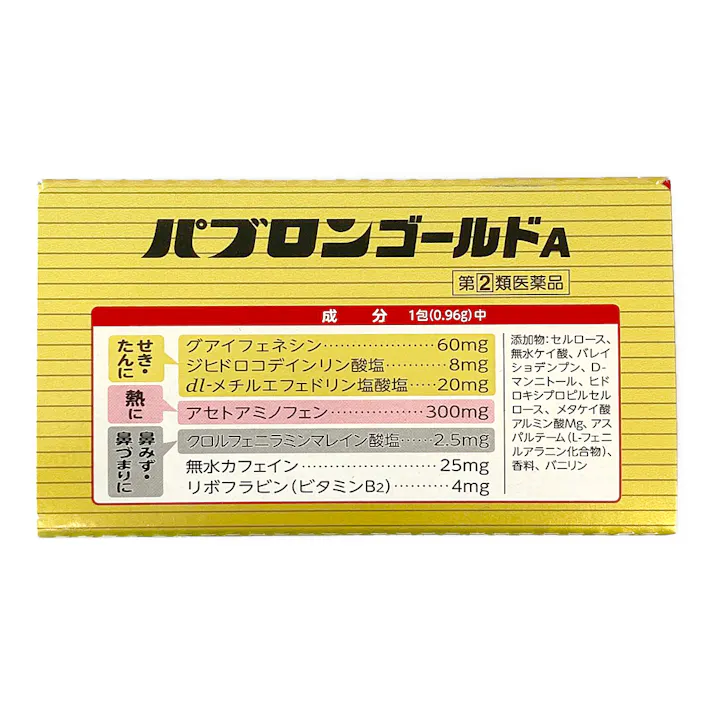 パブロンゴールドA
第②類医薬品
成 分 1包(0.96g)中
せき・
たんに
グアイフェネシン……………60mg
ジヒドロコデインリン酸塩……8mg
dl-メチルエフェドリン塩酸塩……20mg
熱に
アセトアミノフェン……………300mg
鼻みず・
鼻づまりに
クロルフェニラミンマレイン酸塩……2.5mg
無水カフェイン……………25mg
リボフラビン(ビタミンB2)……4mg
添加物:セルロース、
無水ケイ酸、バレイ
ショデンプン、D-
マンニトール、ヒド
ロキシプロピルセル
ロース、メタケイ酸
アルミン酸Mg、アス
パルテーム(L-フェニ
ルアラニン化合物)、
香料、バニリン